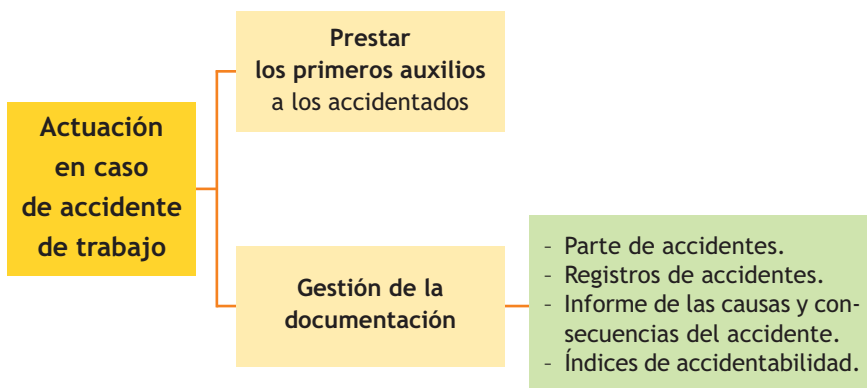 Actuación
en caso
de accidente
de trabajo
Prestar
los primeros auxilios
a los accidentados
Gestión de la
documentación
- Parte de accidentes.
- Registros de accidentes.
- Informe de las causas y con-
secuencias del accidente.
- Índices de accidentabilidad.